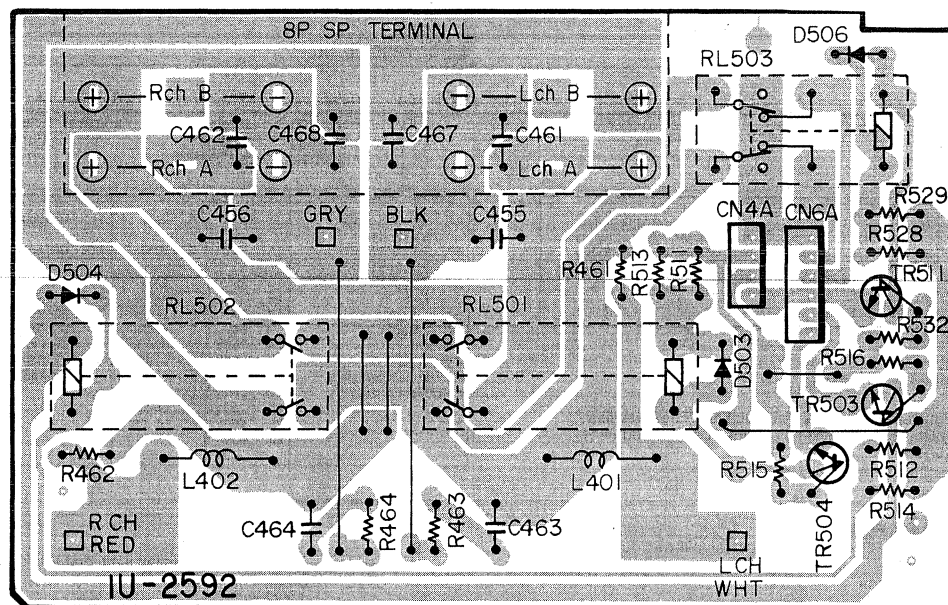 8P SP TERMINAL
D506
RL503
Rch B
Lch B
C462
C468
C467
C461
Rch A
Lch A
R529
C456
GRY
BLK
C455
CN4A
CN6A
R528
D504
R461
R513
R511
TR511
RL502
RL501
R532
D503
R516
TR503
R462
L402
L401
R515
R512
C464
R464
R463
C463
TR504
R514
R CH
RED
L CH
WHT
IU-2592